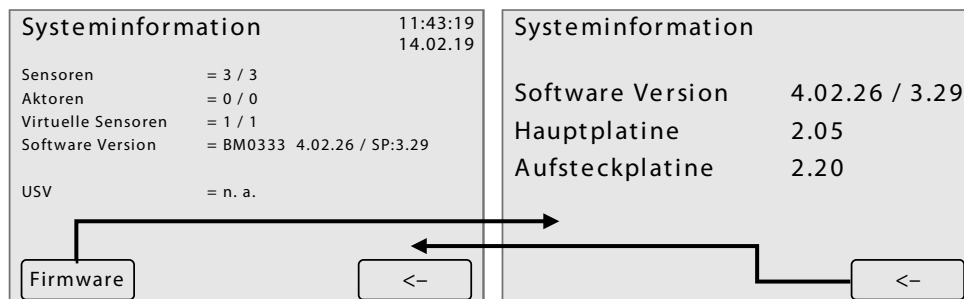 Systeminformation 11:43:19
14.02.19
Sensoren = 3 / 3
Aktoren = 0 / 0
Virtuelle Sensoren = 1 / 1
Software Version = BM0333 4.02.26 / SP:3.29
USV = n. a.
Firmware <–
Systeminformation
Software Version 4.02.26 / 3.29
Hauptplatine 2.05
Aufsteckplatine 2.20
<–